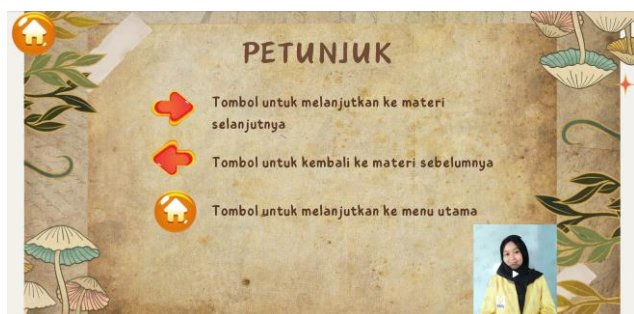 PETUNJUK
Tombol untuk melanjutkan ke materi
selanjutnya
Tombol untuk kembali ke materi sebelumnya
Tombol untuk melanjutkan ke menu utama